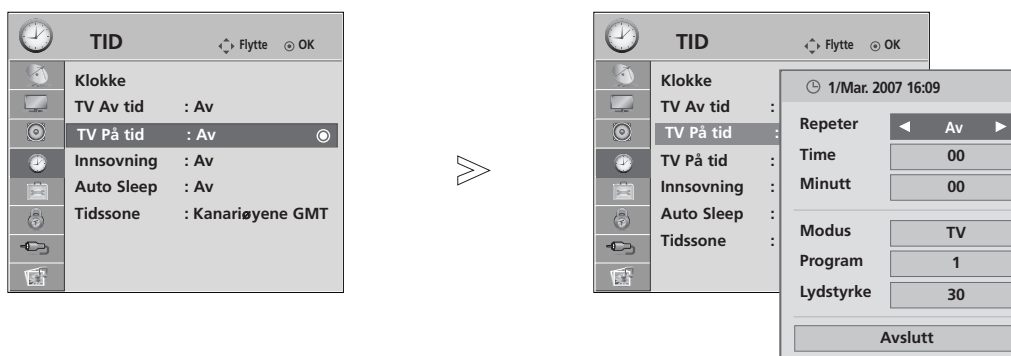 TID Flytte OK
Klokke
TV Av tid : Av
TV På tid : Av
Innsovning : Av
Auto Sleep : Av
Tidssone : Kanariøyene GMT
TID Flytte OK
Klokke
TV Av tid :
TV På tid :
TV På tid :
Innsovning :
Auto Sleep :
Tidssone :
1/Mar. 2007 16:09
Repeter Av
Time 00
Minutt 00
Modus TV
Program 1
Lydstyrke 30
Avslutt